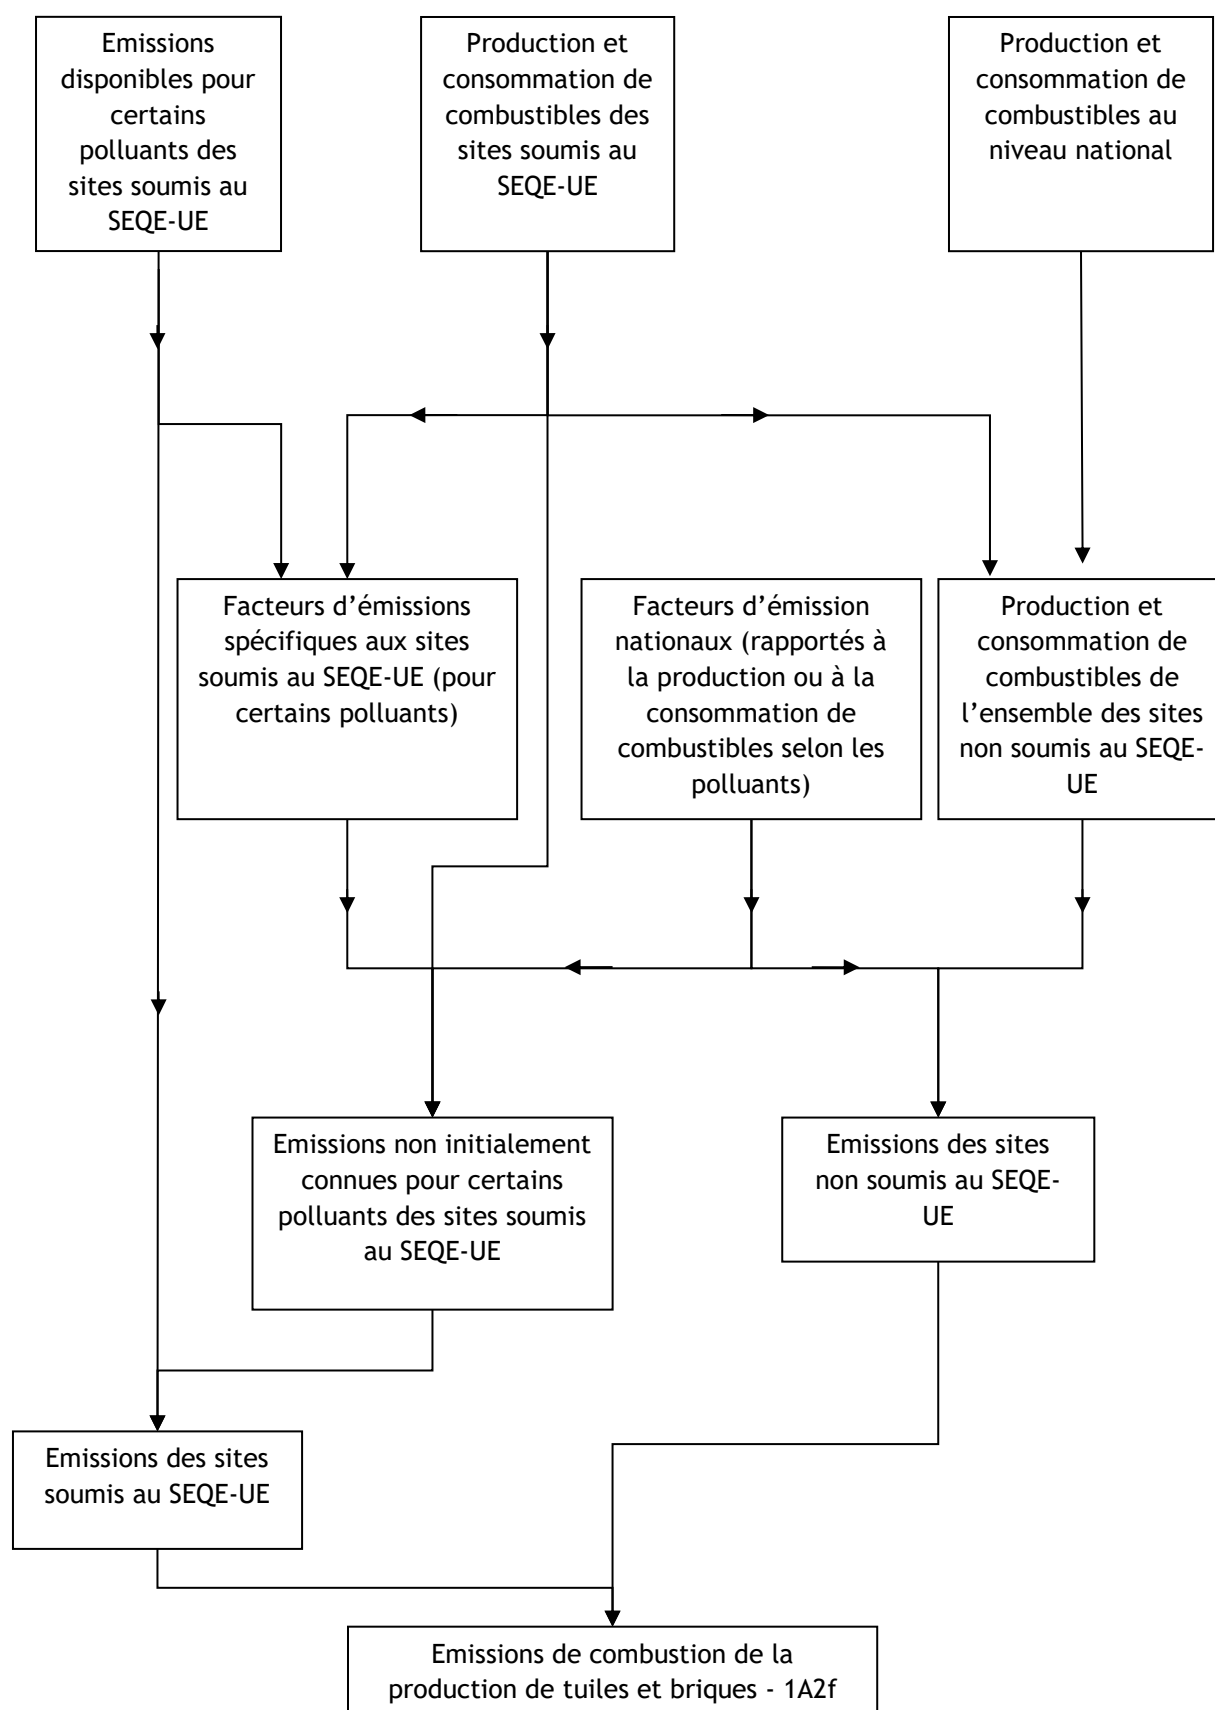 Emissions
disponibles pour
certains
polluants des
sites soumis au
SEQE-UE
Production et
consommation de
combustibles des
sites soumis au
SEQE-UE
Production et
consommation de
combustibles au
niveau national
Facteurs d’émissions
spécifiques aux sites
soumis au SEQE-UE (pour
certains polluants)
Facteurs d’émission
nationaux (rapportés à
la production ou à la
consommation de
combustibles selon les
polluants)
Production et
consommation de
combustibles de
l’ensemble des sites
non soumis au SEQE-
UE
Emissions non initialement
connues pour certains
polluants des sites soumis
au SEQE-UE
Emissions des sites
non soumis au SEQE-
UE
Emissions des sites
soumis au SEQE-UE
Emissions de combustion de la
production de tuiles et briques - 1A2f